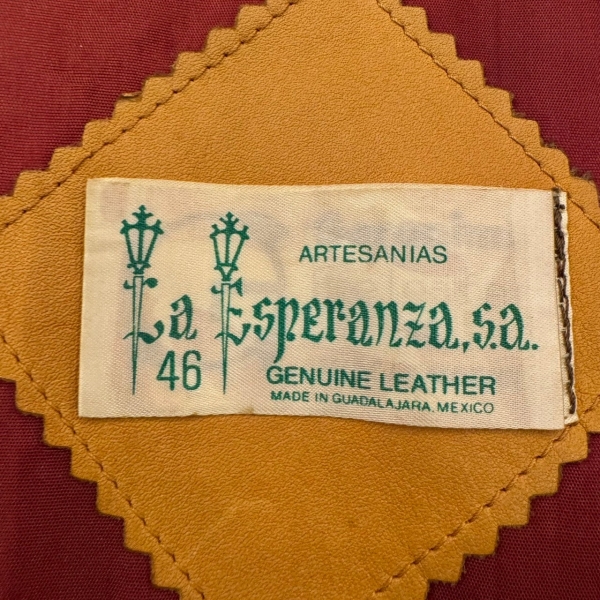 ARTESANIAS
La Esperanza, s.a.
46
GENUINE LEATHER
MADE IN GUADALAJARA, MEXICO